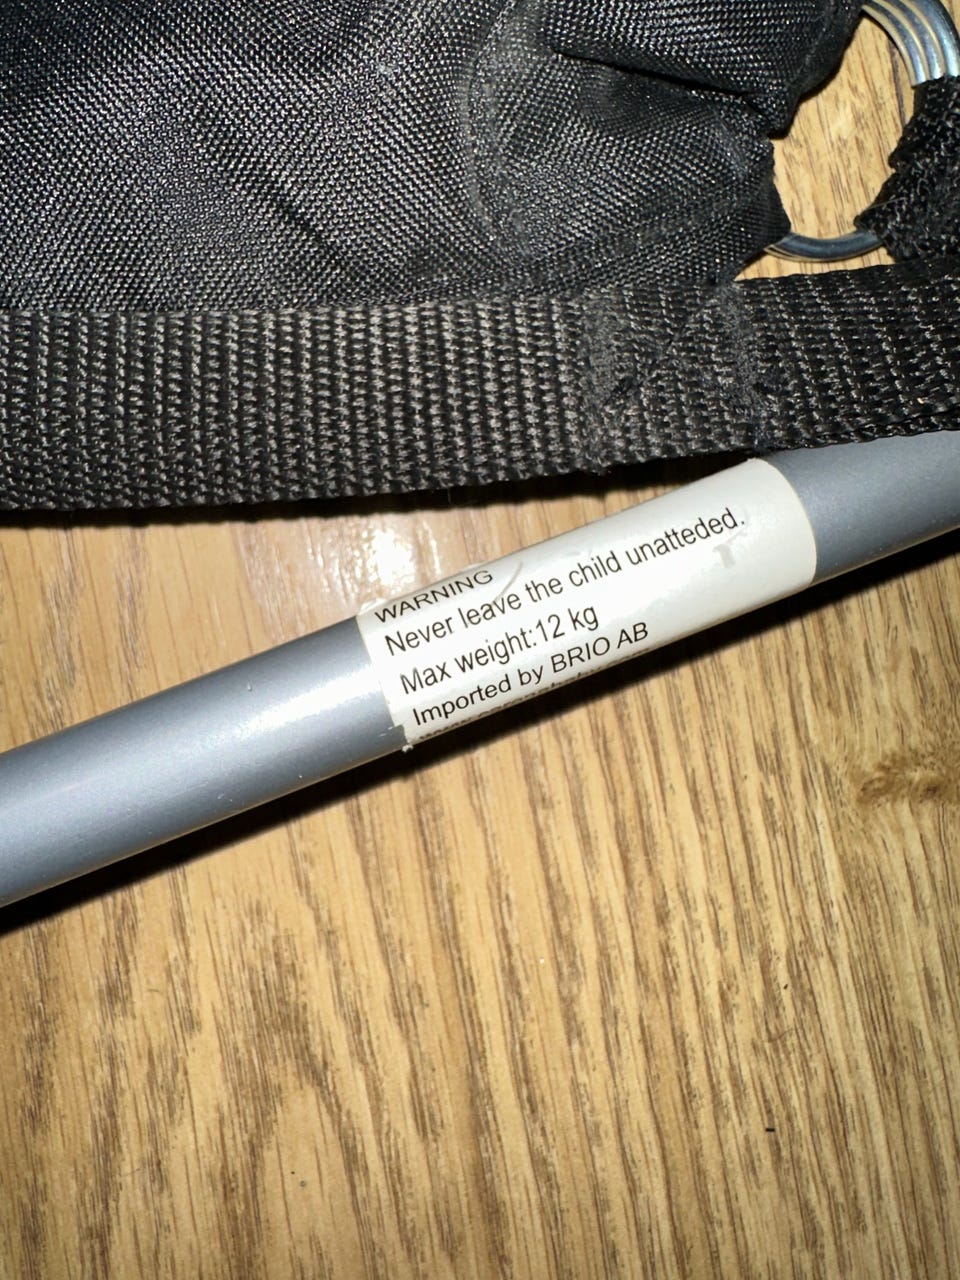 WARNING
Never leave the child unatteded.
Max weight:12 kg
Imported by BRIO AB